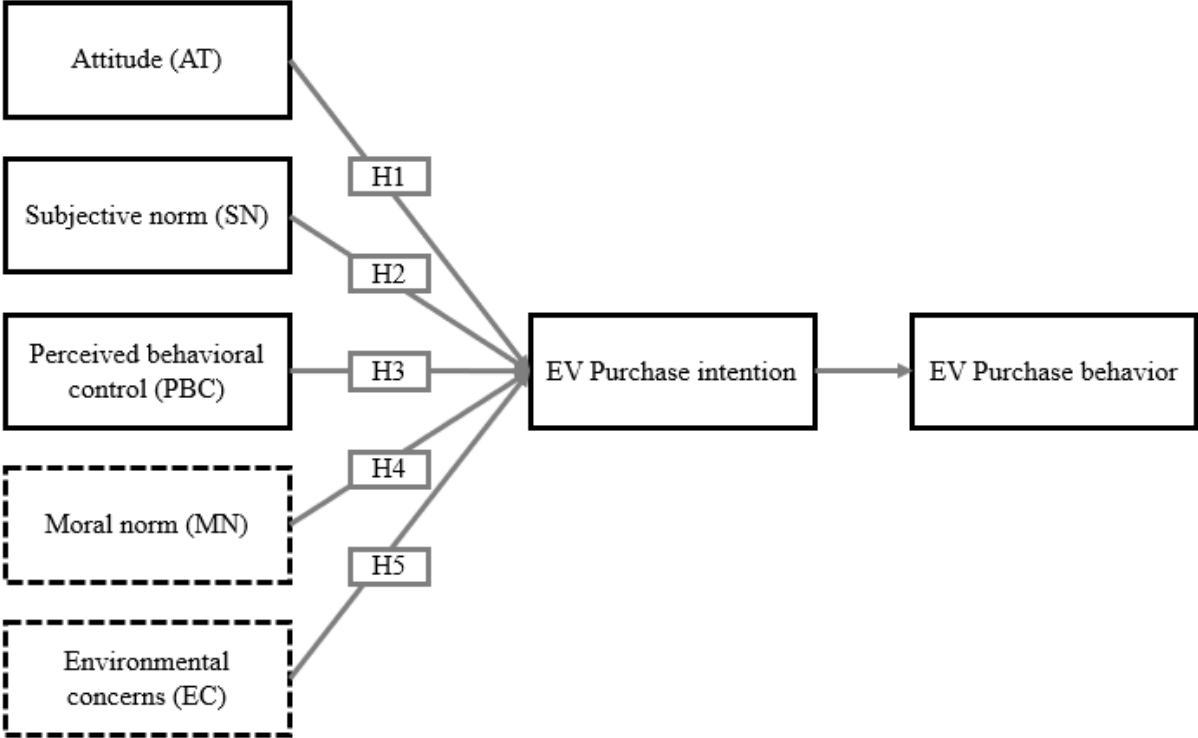 Attitude (AT)
H1
Subjective norm (SN)
H2
Perceived behavioral
control (PBC)
H3
EV Purchase intention
EV Purchase behavior
H4
Moral norm (MN)
H5
Environmental
concerns (EC)